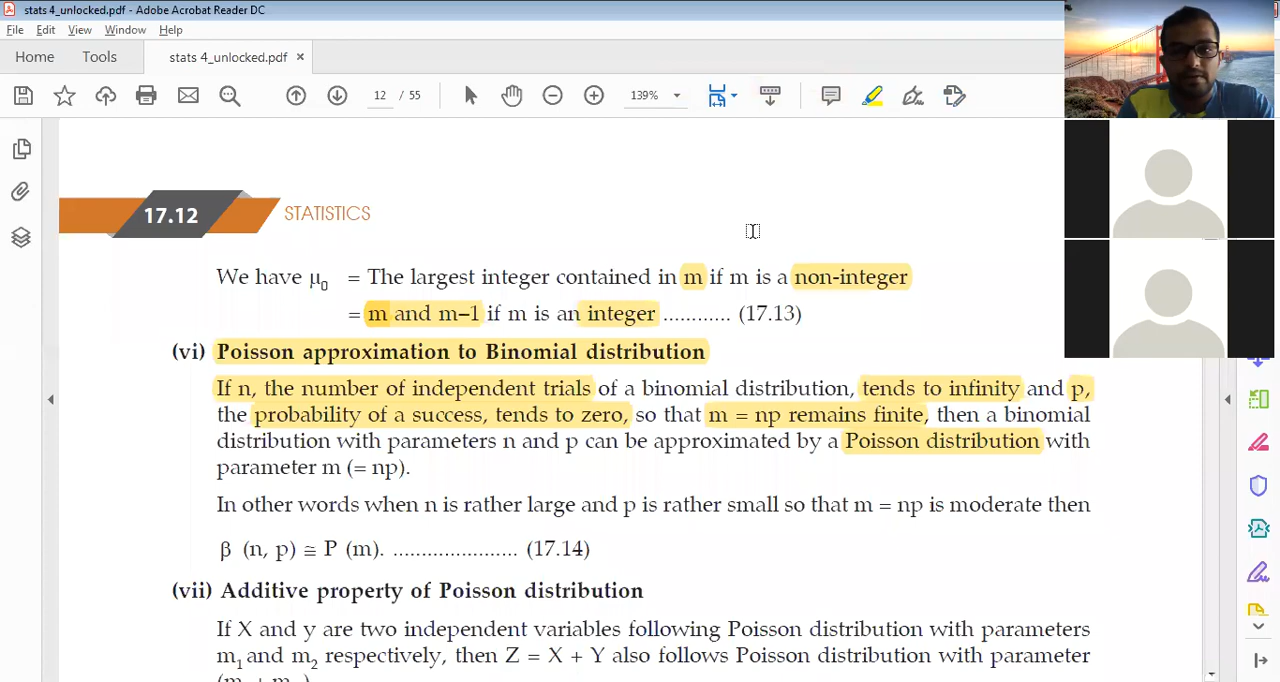 stats 4_unlocked.pdf - Adobe Acrobat Reader DC
File Edit View Window Help
Home Tools stats 4_unlocked.pdf ×
12 / 55 139%
17.12 STATISTICS
We have μ0 = The largest integer contained in m if m is a non-integer
= m and m–1 if m is an integer ............ (17.13)
(vi) Poisson approximation to Binomial distribution
If n, the number of independent trials of a binomial distribution, tends to infinity and p,
the probability of a success, tends to zero, so that m = np remains finite, then a binomial
distribution with parameters n and p can be approximated by a Poisson distribution with
parameter m (= np).
In other words when n is rather large and p is rather small so that m = np is moderate then
β (n, p) ≅ P (m). ...................... (17.14)
(vii) Additive property of Poisson distribution
If X and y are two independent variables following Poisson distribution with parameters
m1 and m2 respectively, then Z = X + Y also follows Poisson distribution with parameter